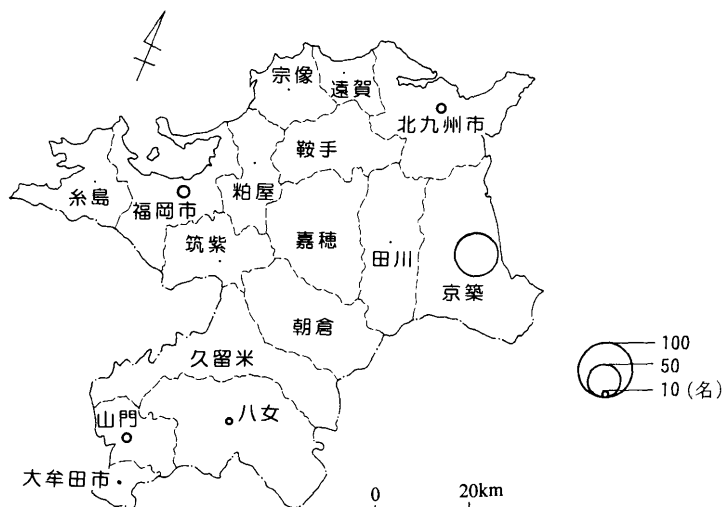 宗像
遠賀
北九州市
鞍手
糸島
福岡市
粕屋
筑紫
嘉穂
田川
京築
朝倉
久留米
山門
八女
大牟田市
100
50
10 (名)
0 20km